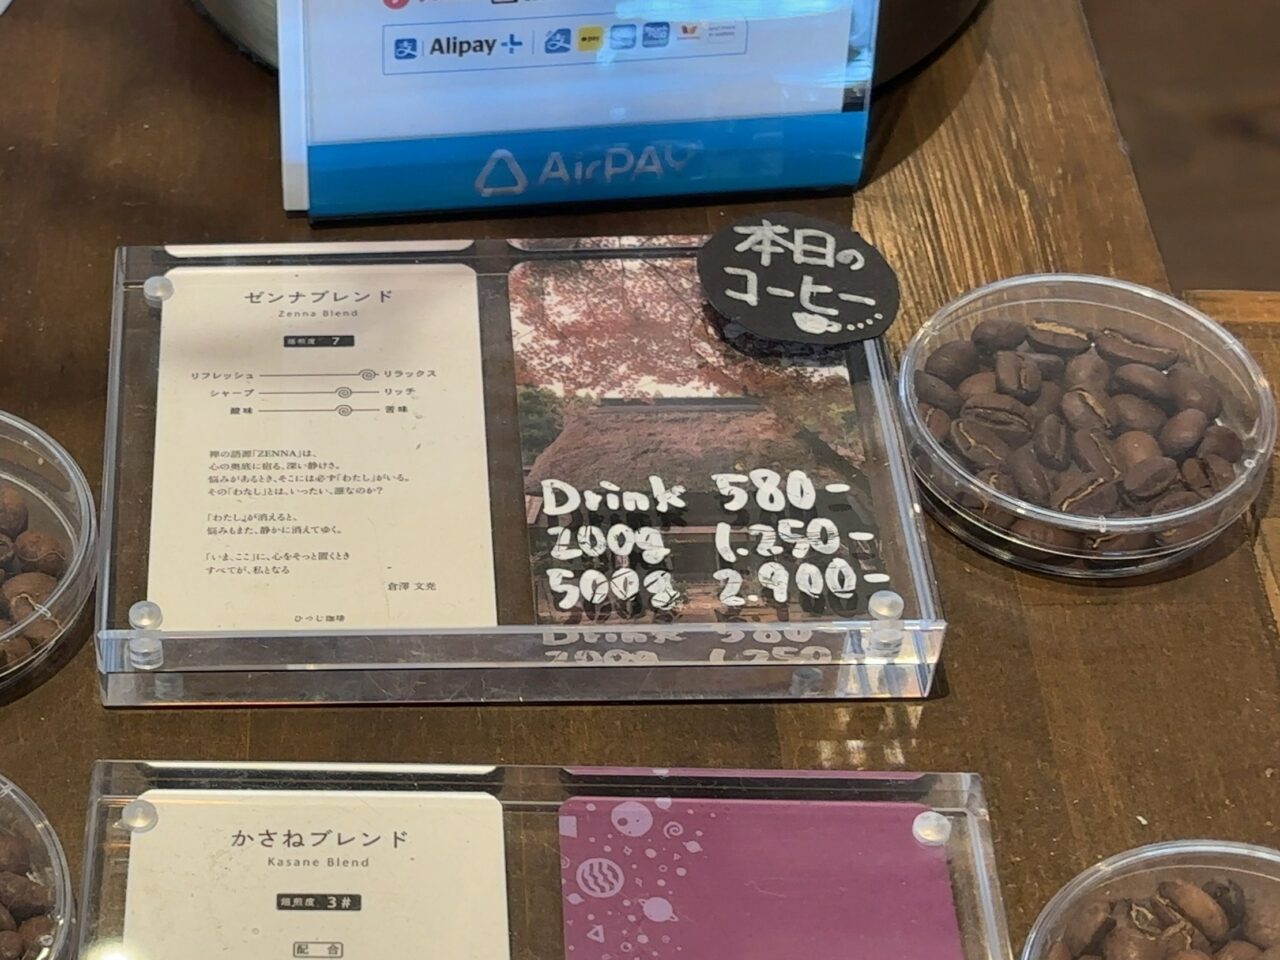 Alipay+
AirPAY
本日の
コーヒー
ゼンナブレンド
Zenna Blend
焙煎度 7
リフレッシュ リラックス
シャープ リッチ
酸味 苦味
禅の語源「ZENNA」は、
心の奥底に宿る、深い静けさ。
悩みがあるとき、そこには必ず「わたし」がいる。
その「わたし」とは、いったい、誰なのか?
「わたし」が消えると、
悩みもまた、静かに消えてゆく。
「いま、ここ」に、心をそっと置くとき
すべてが、私となる
倉澤 文尭
ひつじ珈琲
Drink 580-
200g 1.250-
500g 2.900-
かさねブレンド
Kasane Blend
焙煎度 3#
配合